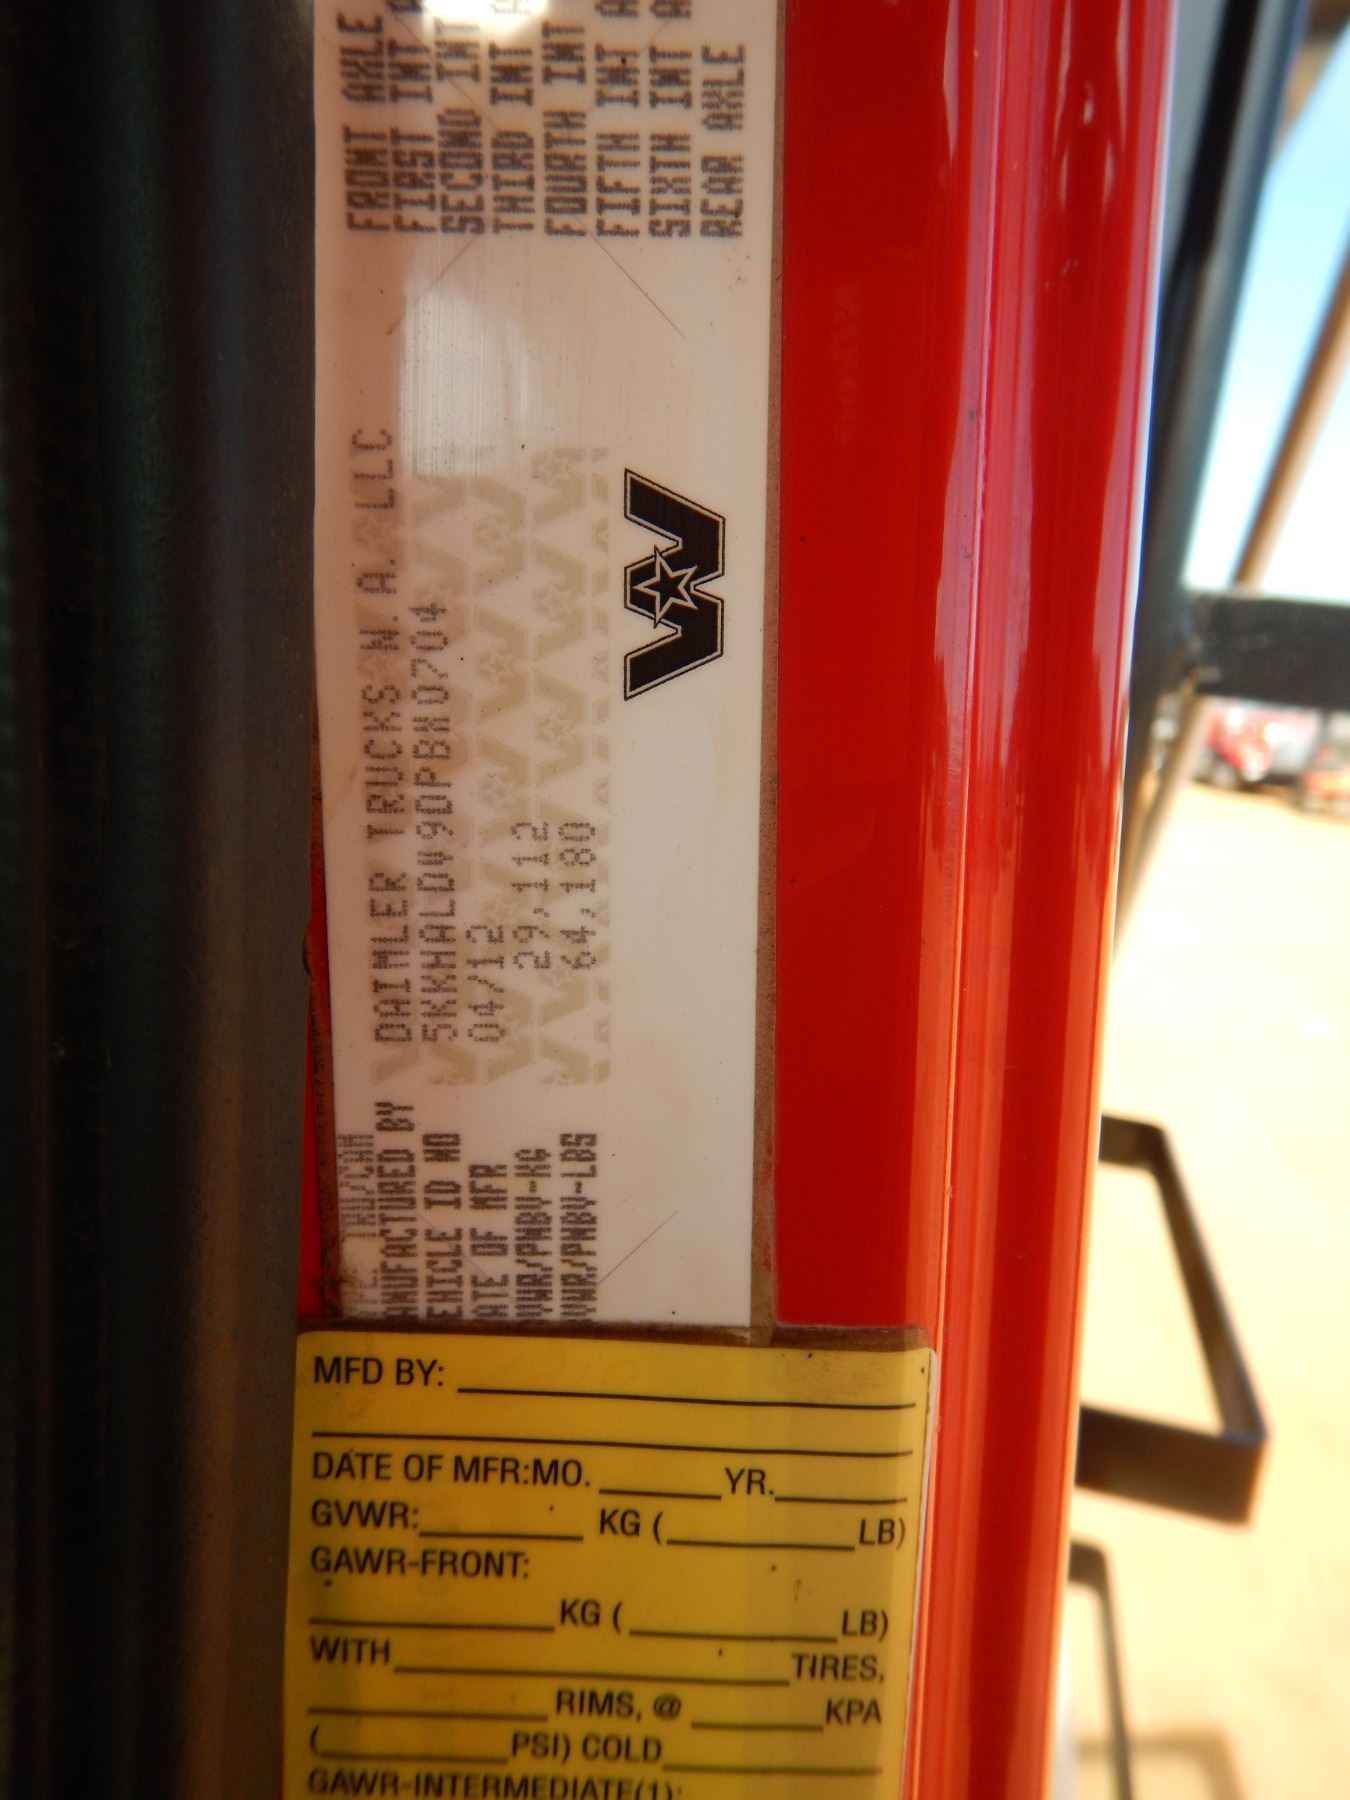 MANUFACTURED BY DAIMLER TRUCKS N.A. LLC
VEHICLE ID NO 5KKHALDV9DPBX0704
DATE OF MFR 04/12
GVWR/PNBV-KG 29,112
GVWR/PNBV-LBS 64,180
FRONT AXLE
FIRST INT A
SECOND INT
THIRD INT
FOURTH INT
FIFTH INT A
SIXTH INT A
REAR AXLE
W
MFD BY:
DATE OF MFR:MO. YR.
GVWR: KG ( LB)
GAWR-FRONT:
KG ( LB)
WITH TIRES,
RIMS, @ KPA
( PSI) COLD
GAWR-INTERMEDIATE(1):